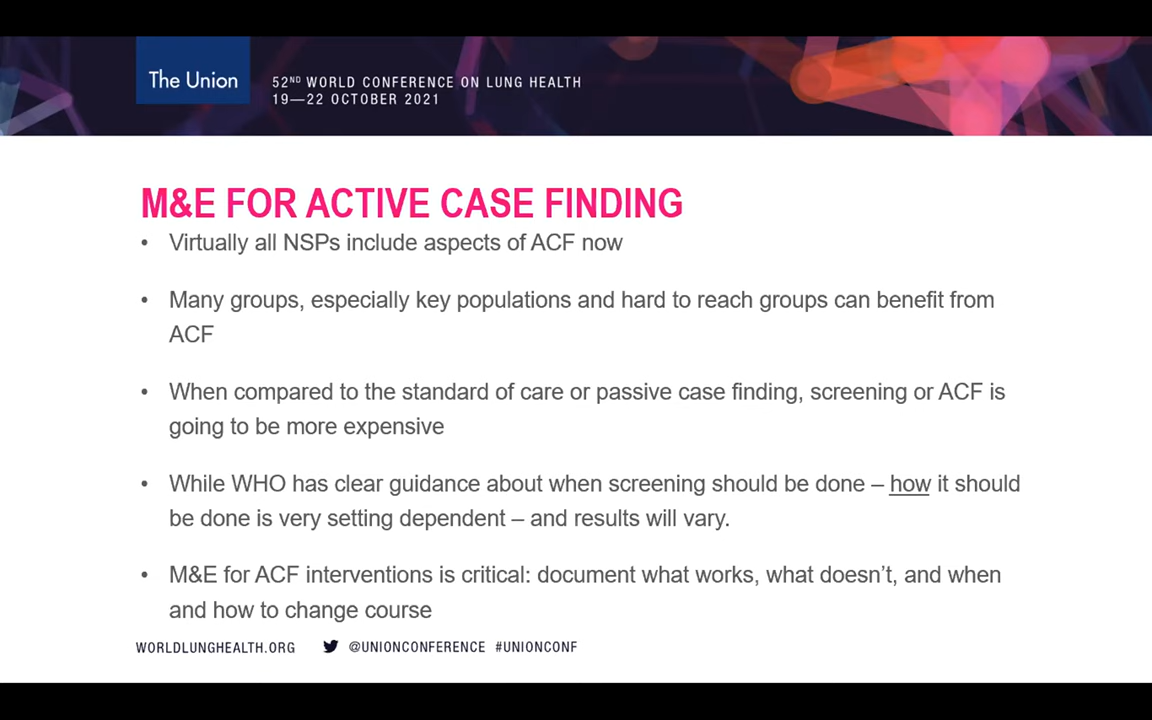 The Union
52ND WORLD CONFERENCE ON LUNG HEALTH
19—22 OCTOBER 2021
M&E FOR ACTIVE CASE FINDING
• Virtually all NSPs include aspects of ACF now
• Many groups, especially key populations and hard to reach groups can benefit from
ACF
• When compared to the standard of care or passive case finding, screening or ACF is
going to be more expensive
• While WHO has clear guidance about when screening should be done – how it should
be done is very setting dependent – and results will vary.
• M&E for ACF interventions is critical: document what works, what doesn’t, and when
and how to change course
WORLDLUNGHEALTH.ORG @UNIONCONFERENCE #UNIONCONF